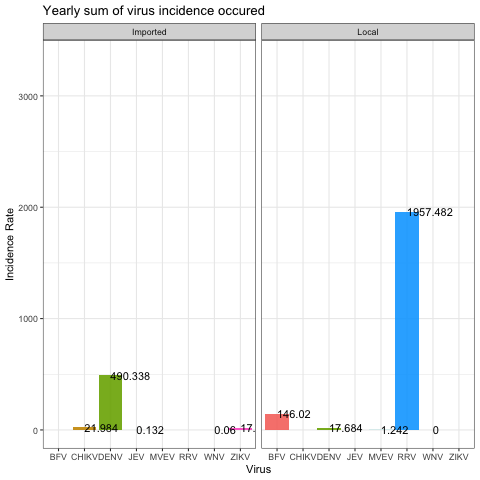 Yearly sum of virus incidence occured
Imported
Local
Incidence Rate
3000
2000
1000
0
21.984
490.338
0.132
0.06
17.
146.02
17.684
1.242
1957.482
0
BFV CHIKV DENV JEV MVEV RRV WNV ZIKV
BFV CHIKV DENV JEV MVEV RRV WNV ZIKV
Virus